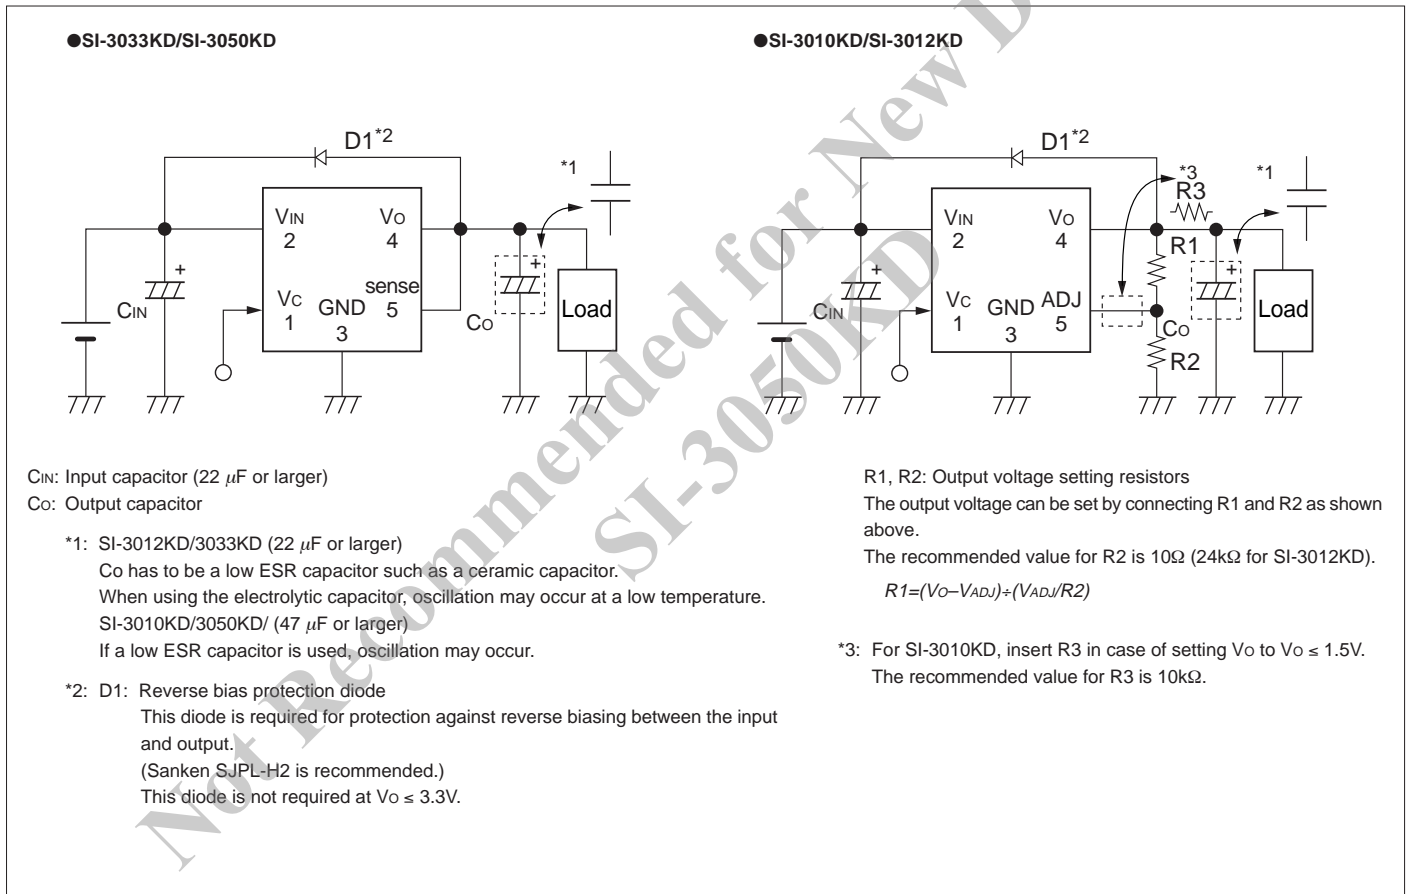 ●SI-3033KD/SI-3050KD
D1*2
*1
VIN
2
VO
4
sense
5
VC
1
GND
3
+
CIN
+
CO
Load
●SI-3010KD/SI-3012KD
D1*2
*3
R3
*1
VIN
2
VO
4
R1
VC
1
GND
3
ADJ
5
+
CIN
+
CO
R2
Load
CIN: Input capacitor (22 μF or larger)
CO: Output capacitor
*1: SI-3012KD/3033KD (22 μF or larger)
Co has to be a low ESR capacitor such as a ceramic capacitor.
When using the electrolytic capacitor, oscillation may occur at a low temperature.
SI-3010KD/3050KD/ (47 μF or larger)
If a low ESR capacitor is used, oscillation may occur.
*2: D1: Reverse bias protection diode
This diode is required for protection against reverse biasing between the input
and output.
(Sanken SJPL-H2 is recommended.)
This diode is not required at VO ≤ 3.3V.
R1, R2: Output voltage setting resistors
The output voltage can be set by connecting R1 and R2 as shown
above.
The recommended value for R2 is 10Ω (24kΩ for SI-3012KD).
R1=(VO–VADJ)÷(VADJ/R2)
*3: For SI-3010KD, insert R3 in case of setting VO to VO ≤ 1.5V.
The recommended value for R3 is 10kΩ.
Not Recommended for New D
SI-3050KD